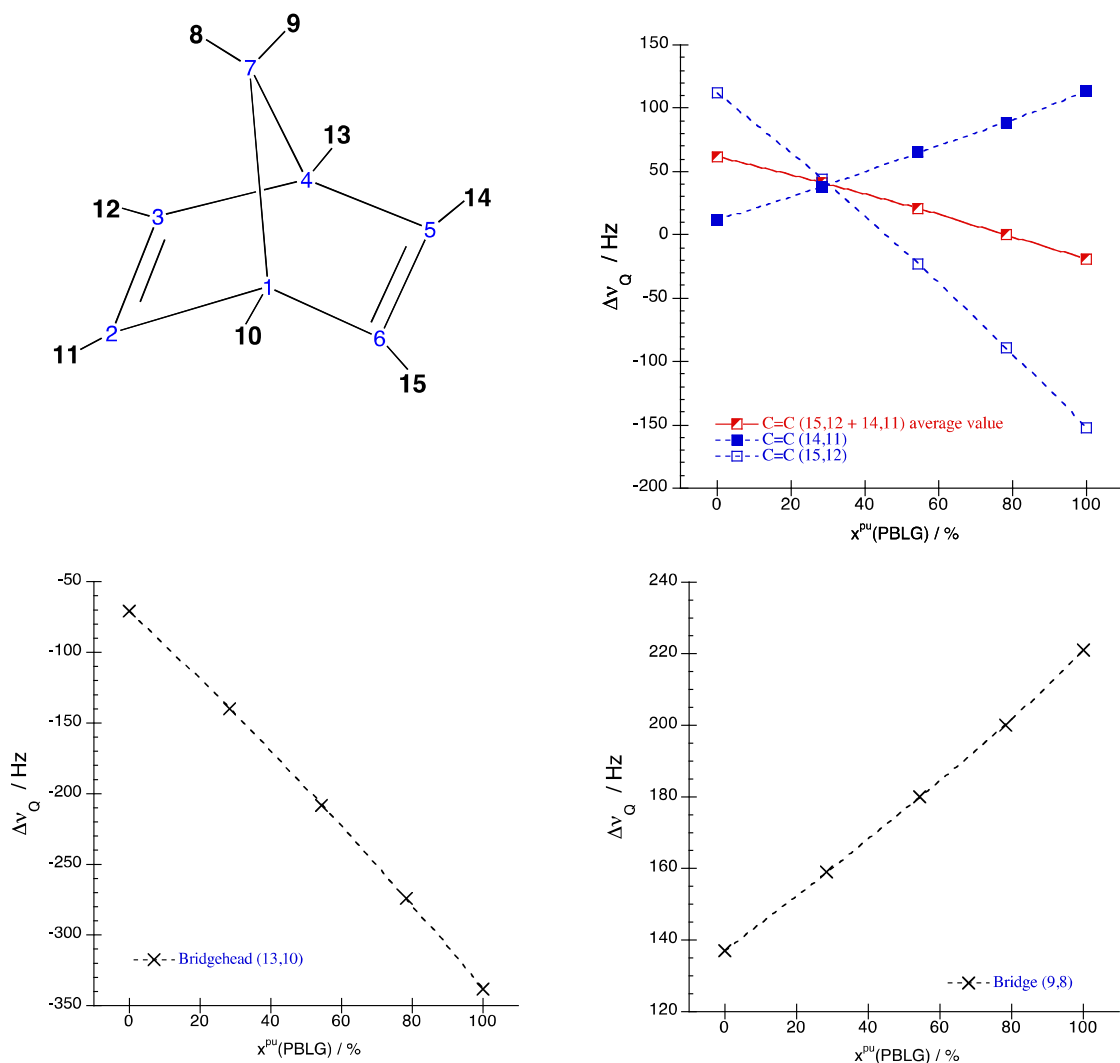 8
9
7
13
4
12
3
14
5
1
2
10
6
11
15
150
100
50
0
-50
-100
-150
-200
Δν_Q / Hz
C=C (15,12 + 14,11) average value
C=C (14,11)
C=C (15,12)
0 20 40 60 80 100
x^pu(PBLG) / %
-50
-100
-150
-200
-250
-300
-350
Δν_Q / Hz
Bridgehead (13,10)
0 20 40 60 80 100
x^pu(PBLG) / %
240
220
200
180
160
140
120
Δν_Q / Hz
Bridge (9,8)
0 20 40 60 80 100
x^pu(PBLG) / %